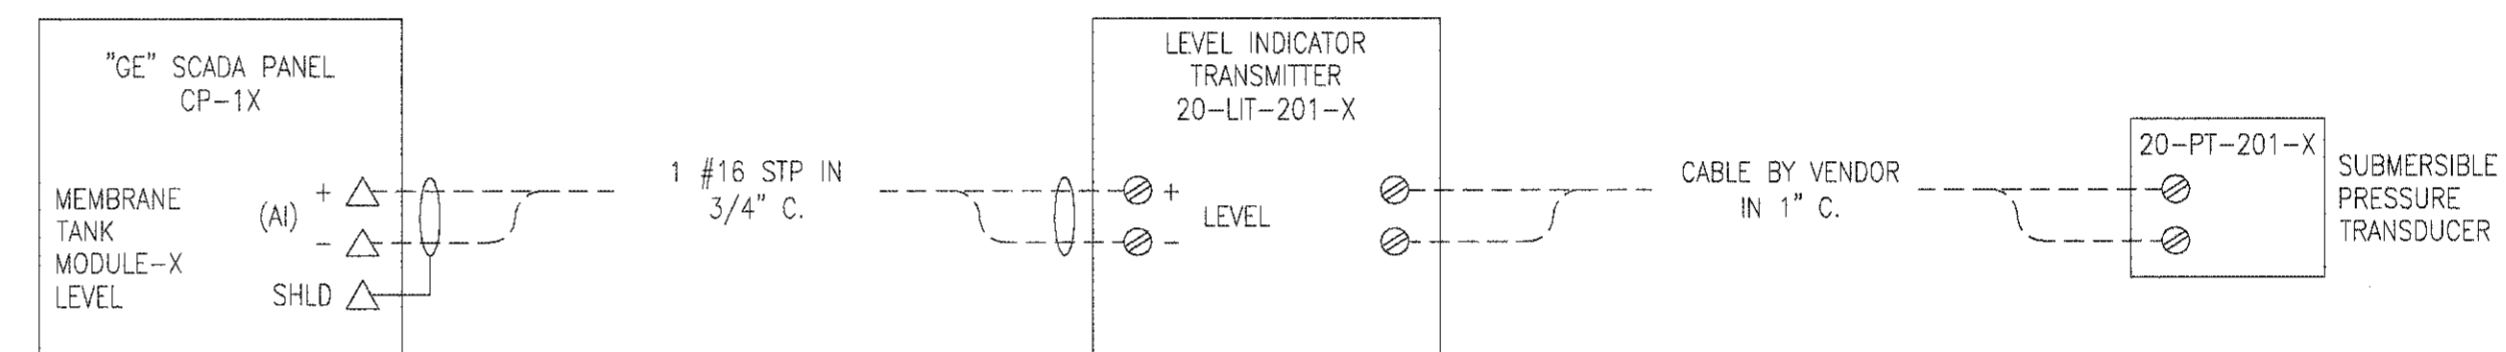 "GE" SCADA PANEL
CP-1X
MEMBRANE
TANK
MODULE-X
LEVEL
(AI)
+
-
SHLD
1 #16 STP IN
3/4" C.
LEVEL INDICATOR
TRANSMITTER
20-LIT-201-X
+
LEVEL
-
CABLE BY VENDOR
IN 1" C.
20-PT-201-X
SUBMERSIBLE
PRESSURE
TRANSDUCER